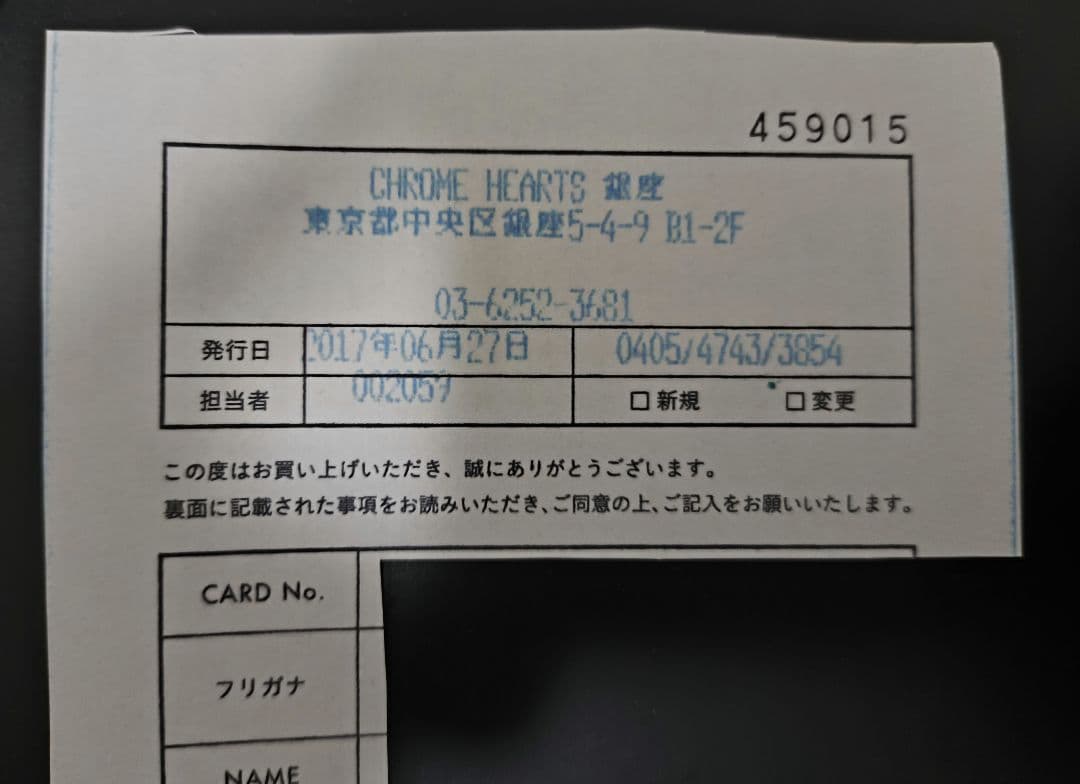 459015
CHROME HEARTS 銀座
東京都中央区銀座5-4-9 B1-2F
03-6252-3681
発行日 2017年06月27日 0405/4743/3854
担当者 002059 □新規 □変更
この度はお買い上げいただき、誠にありがとうございます。
裏面に記載された事項をお読みいただき、ご同意の上、ご記入をお願いいたします。
CARD No.
フリガナ
NAME